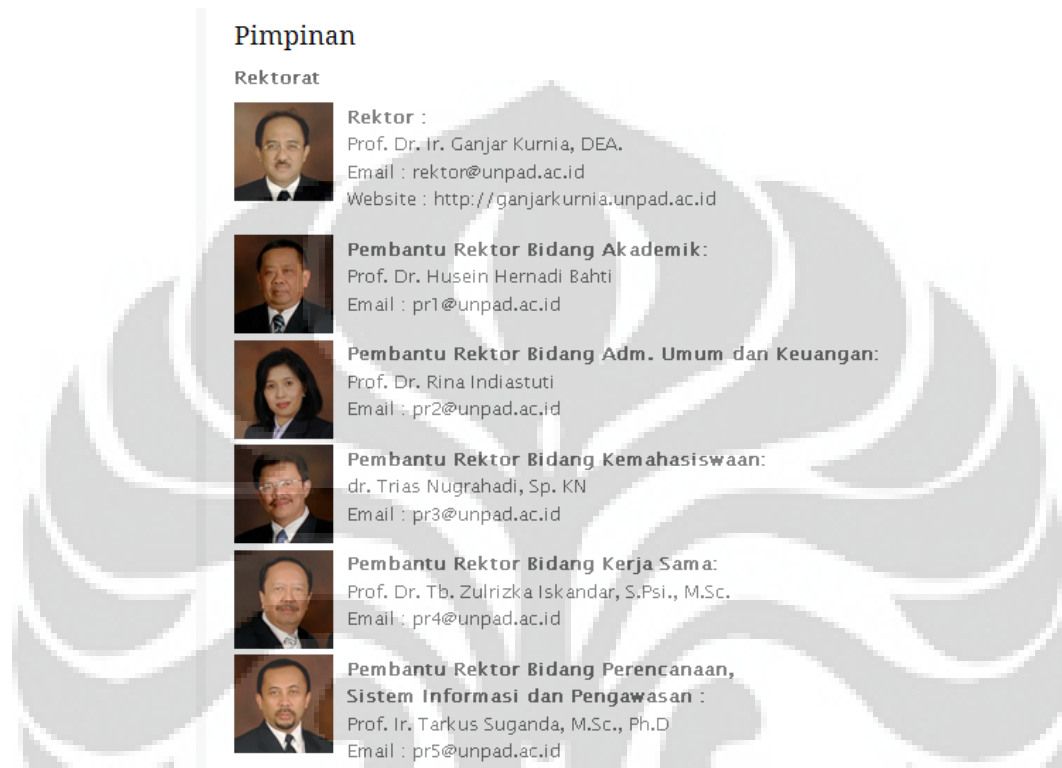 Pimpinan
Rektorat
Rektor :
Prof. Dr. Ir. Ganjar Kurnia, DEA.
Email : rektor@unpad.ac.id
Website : http://ganjarkurnia.unpad.ac.id
Pembantu Rektor Bidang Akademik:
Prof. Dr. Husein Hernadi Bahti
Email : pr1@unpad.ac.id
Pembantu Rektor Bidang Adm. Umum dan Keuangan:
Prof. Dr. Rina Indiastuti
Email : pr2@unpad.ac.id
Pembantu Rektor Bidang Kemahasiswaan:
dr. Trias Nugrahadi, Sp. KN
Email : pr3@unpad.ac.id
Pembantu Rektor Bidang Kerja Sama:
Prof. Dr. Tb. Zulrizka Iskandar, S.Psi., M.Sc.
Email : pr4@unpad.ac.id
Pembantu Rektor Bidang Perencanaan,
Sistem Informasi dan Pengawasan :
Prof. Ir. Tarkus Suganda, M.Sc., Ph.D
Email : pr5@unpad.ac.id